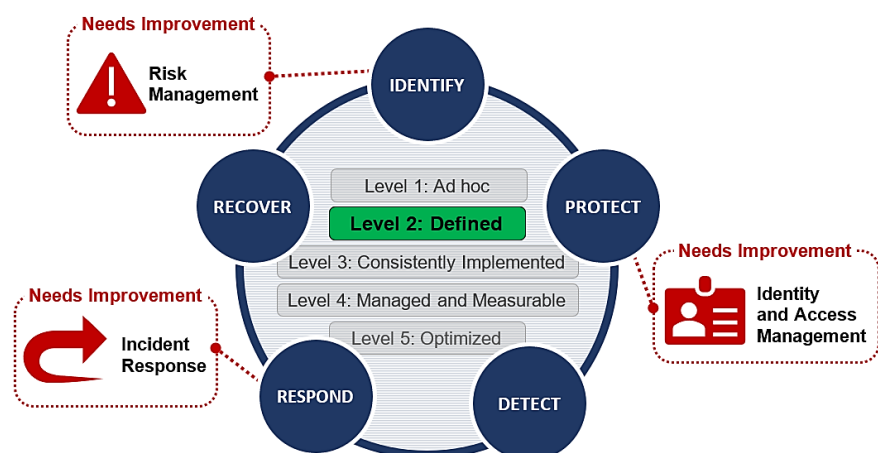 Needs Improvement
Risk
Management
IDENTIFY
RECOVER
PROTECT
Level 1: Ad hoc
Level 2: Defined
Level 3: Consistently Implemented
Level 4: Managed and Measurable
Level 5: Optimized
Needs Improvement
Identity
and Access
Management
Needs Improvement
Incident
Response
RESPOND
DETECT